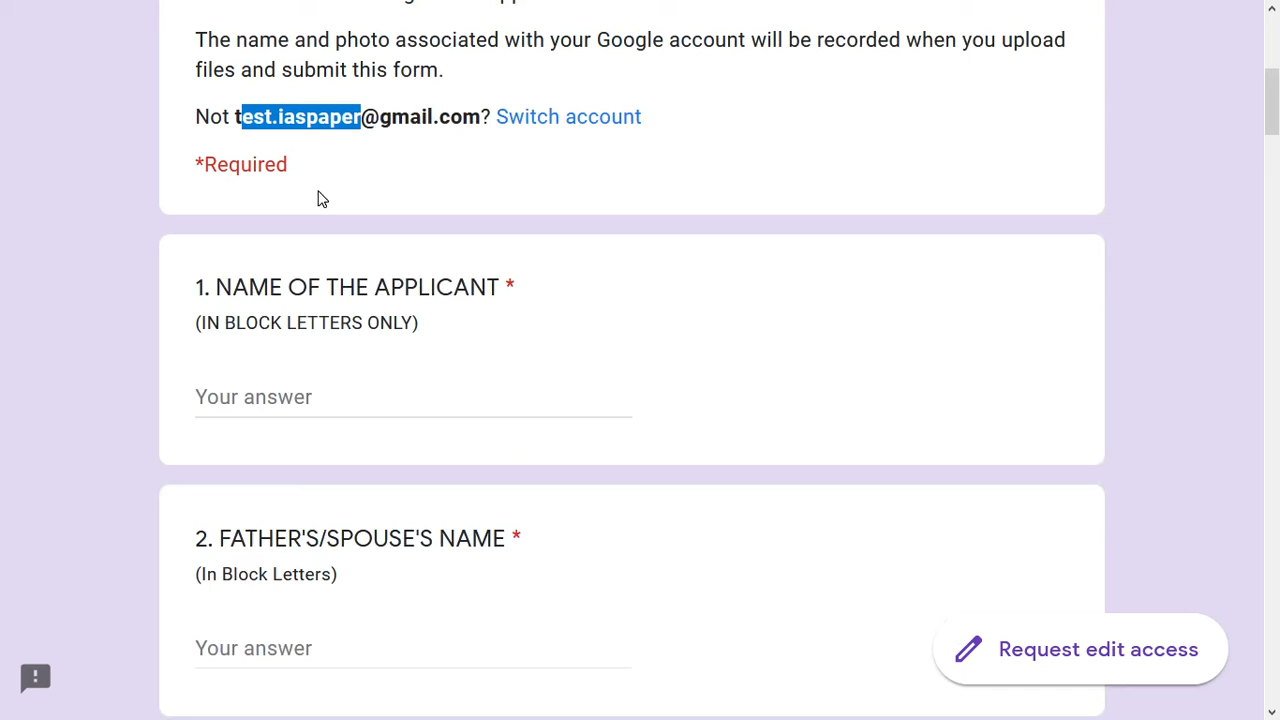 The name and photo associated with your Google account will be recorded when you upload
files and submit this form.
Not test.iaspaper@gmail.com? Switch account
*Required
1. NAME OF THE APPLICANT *
(IN BLOCK LETTERS ONLY)
Your answer
2. FATHER'S/SPOUSE'S NAME *
(In Block Letters)
Your answer
Request edit access